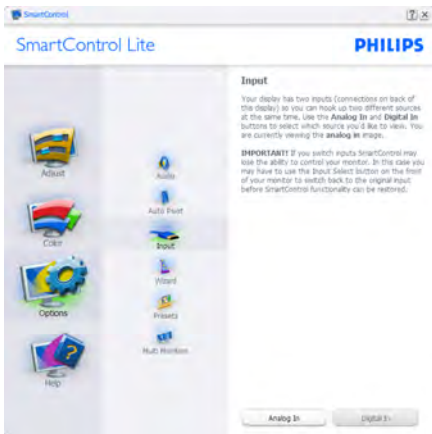 SmartControl
SmartControl Lite
PHILIPS
Adjust
Color
Options
Help
Audio
Auto Pivot
Input
Wizard
Presets
Multi Monitors
Input
Your display has two inputs (connections on back of
this display) so you can hook up two different sources
at the same time. Use the Analog In and Digital In
buttons to select which source you'd like to view. You
are currently viewing the analog in image.
IMPORTANT! If you switch inputs SmartControl may
lose the ability to control your monitor. In this case you
may have to use the Input Select button on the front
of your monitor to switch back to the original input
before SmartControl functionality can be restored.
Analog In
Digital In